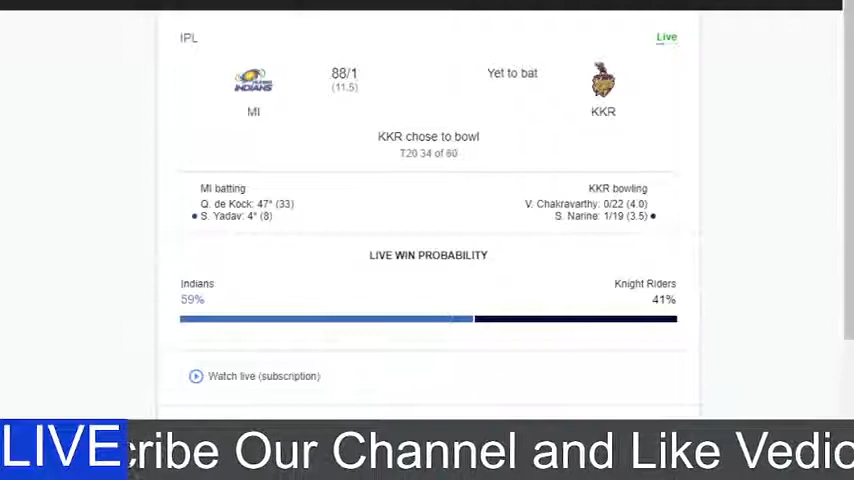 IPL
Live
INDIANS
88/1
(11.5)
Yet to bat
MI
KKR
KKR chose to bowl
T20 34 of 60
MI batting
KKR bowling
Q. de Kock: 47* (33)
V. Chakravarthy: 0/22 (4.0)
S. Yadav: 4* (8)
S. Narine: 1/19 (3.5)
LIVE WIN PROBABILITY
Indians
Knight Riders
59%
41%
Watch live (subscription)
LIVE
cribe Our Channel and Like Vedic